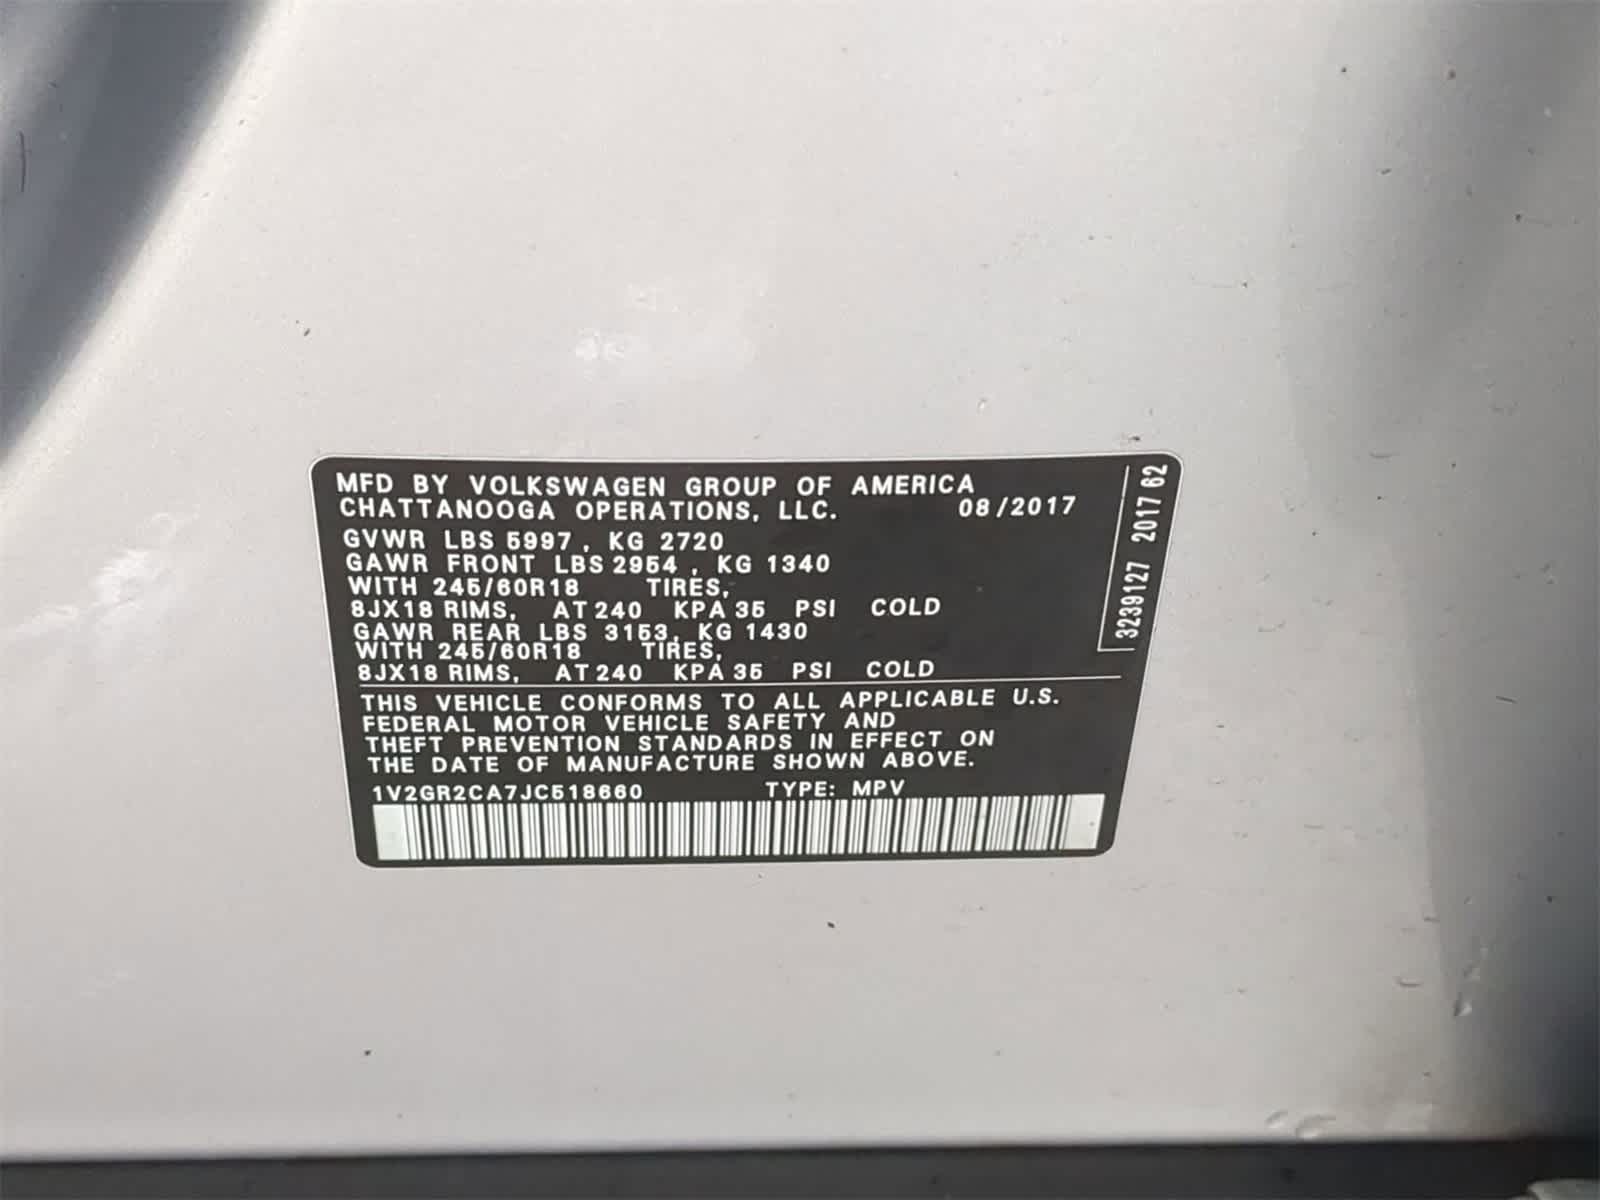 MFD BY VOLKSWAGEN GROUP OF AMERICA
CHATTANOOGA OPERATIONS, LLC. 08/2017
GVWR LBS 5997, KG 2720
GAWR FRONT LBS 2954, KG 1340
WITH 245/60R18 TIRES,
8JX18 RIMS, AT 240 KPA 35 PSI COLD
GAWR REAR LBS 3153, KG 1430
WITH 245/60R18 TIRES,
8JX18 RIMS, AT 240 KPA 35 PSI COLD
THIS VEHICLE CONFORMS TO ALL APPLICABLE U.S.
FEDERAL MOTOR VEHICLE SAFETY AND
THEFT PREVENTION STANDARDS IN EFFECT ON
THE DATE OF MANUFACTURE SHOWN ABOVE.
1V2GR2CA7JC518660 TYPE: MPV
3239127 2017 62